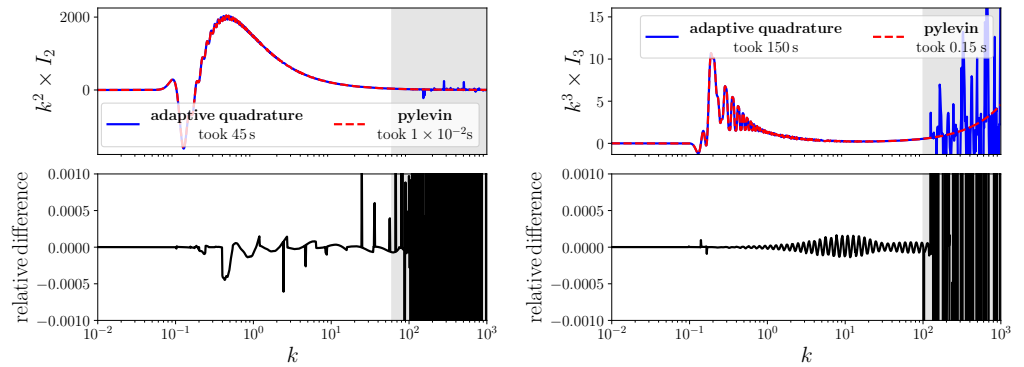 k² × I₂
2000
0
adaptive quadrature
took 45 s
pylevin
took 1 × 10⁻²s
k³ × I₃
15
10
5
0
adaptive quadrature
took 150 s
pylevin
took 0.15 s
relative difference
0.0010
0.0005
0.0000
−0.0005
−0.0010
10⁻² 10⁻¹ 10⁰ 10¹ 10² 10³
k
relative difference
0.0010
0.0005
0.0000
−0.0005
−0.0010
10⁻² 10⁻¹ 10⁰ 10¹ 10² 10³
k